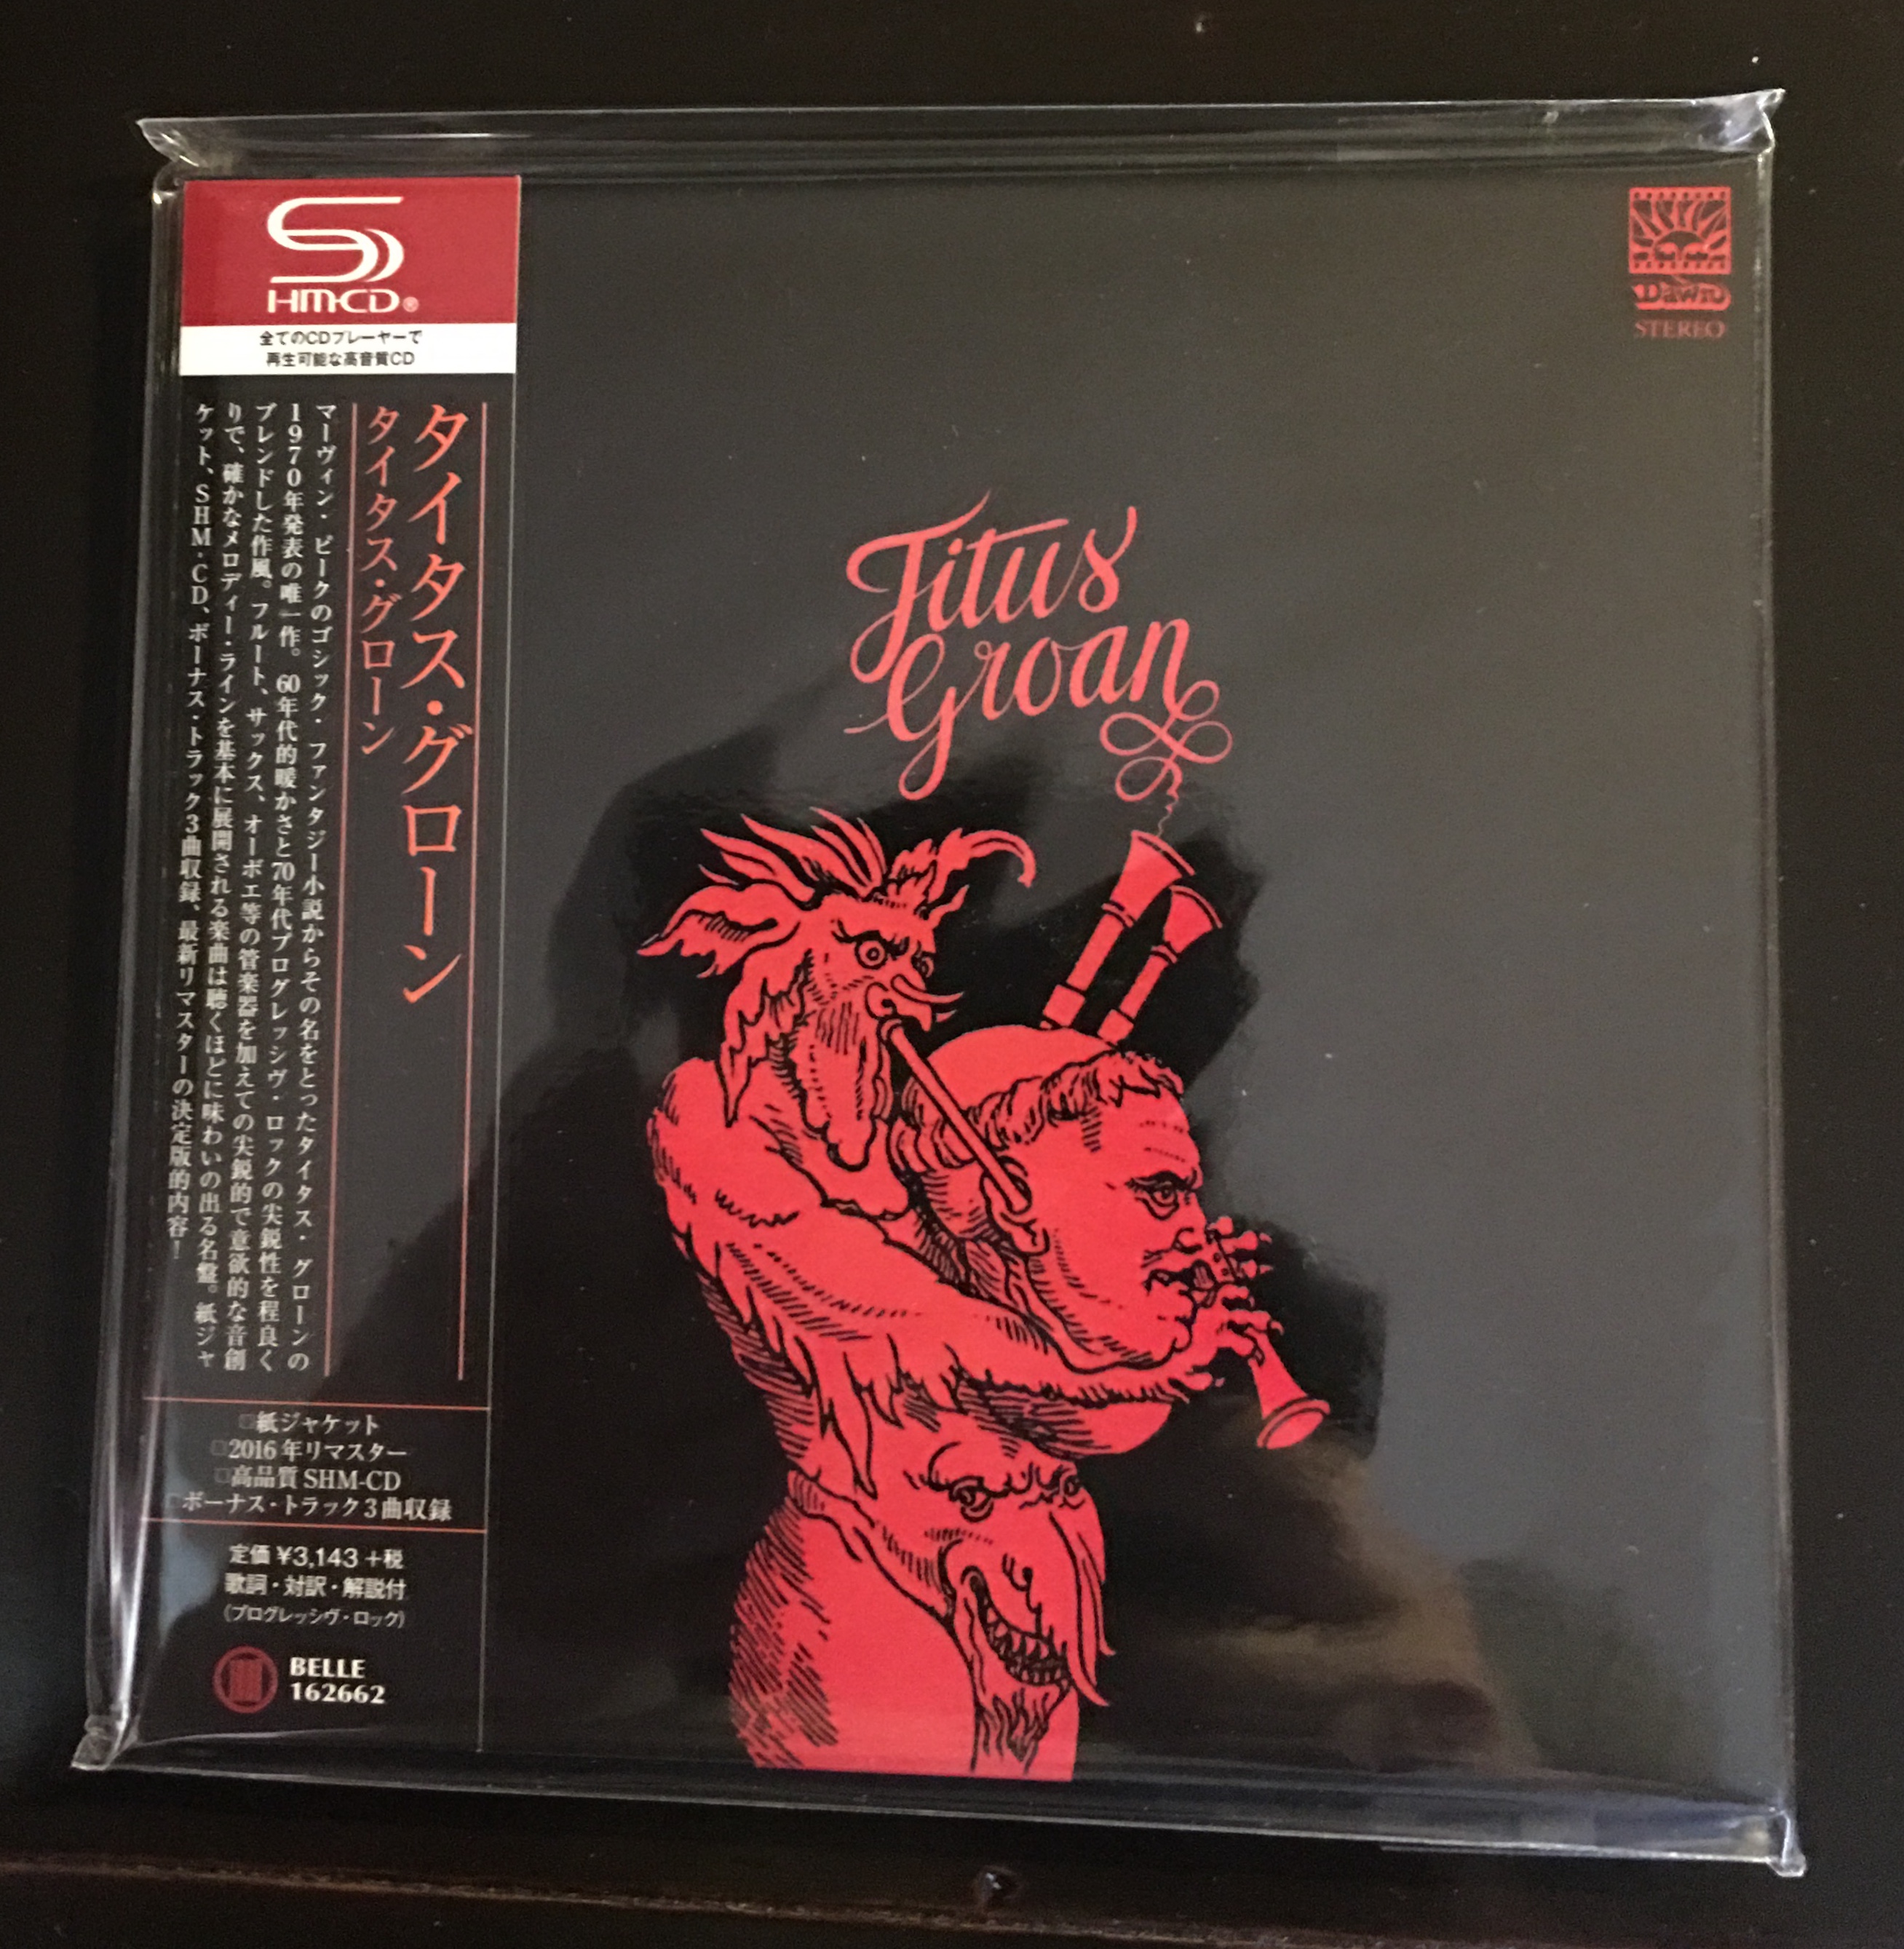 SHM-CD®
全てのCDプレーヤーで
再生可能な高音質CD
タイタス・グローン
タイタス・グローン
マーヴィン・ピークのゴシック・ファンタジー小説からその名をとったタイタス・グローンの
1970年発表の唯一作。60年代的暖かさと70年代プログレッシヴ・ロックの尖鋭性を程良く
ブレンドした作風。フルート、サックス、オーボエ等の管楽器を加えての尖鋭的で意欲的な音創
りで、確かなメロディー・ラインを基本に展開される楽曲は聴くほどに味わいの出る名盤。紙ジャ
ケット、SHM-CD、ボーナス・トラック3曲収録、最新リマスターの決定版的内容！
□紙ジャケット
□2016年リマスター
□高品質SHM-CD
□ボーナス・トラック3曲収録
定価 ¥3,143 +税
歌詞・対訳・解説付
(プログレッシヴ・ロック)
BELLE
162662
Titus
Groan
Dawn
STEREO